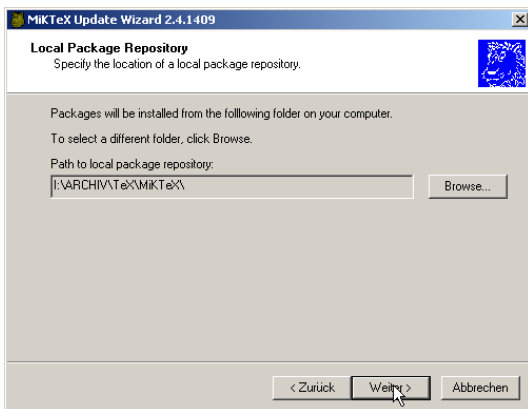 MiKTeX Update Wizard 2.4.1409
Local Package Repository
Specify the location of a local package repository.
Packages will be installed from the folllowing folder on your computer.
To select a different folder, click Browse.
Path to local package repository:
I:\ARCHIV\TeX\MiKTeX\
Browse...
< Zurück
Weiter >
Abbrechen